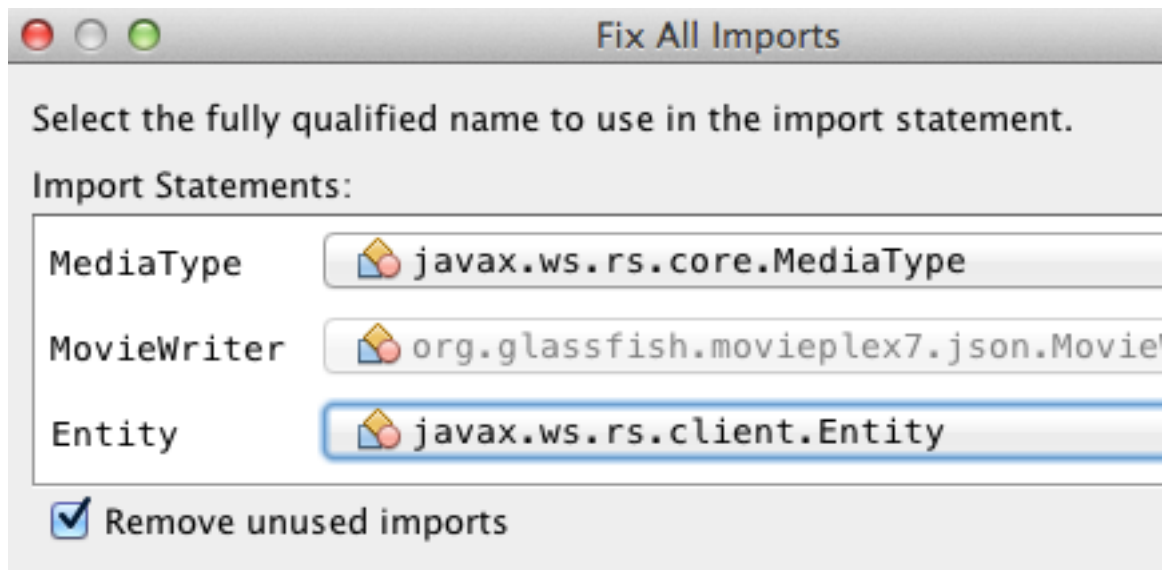 Fix All Imports
Select the fully qualified name to use in the import statement.
Import Statements:
MediaType javax.ws.rs.core.MediaType
MovieWriter org.glassfish.movieplex7.json.Movie
Entity javax.ws.rs.client.Entity
Remove unused imports